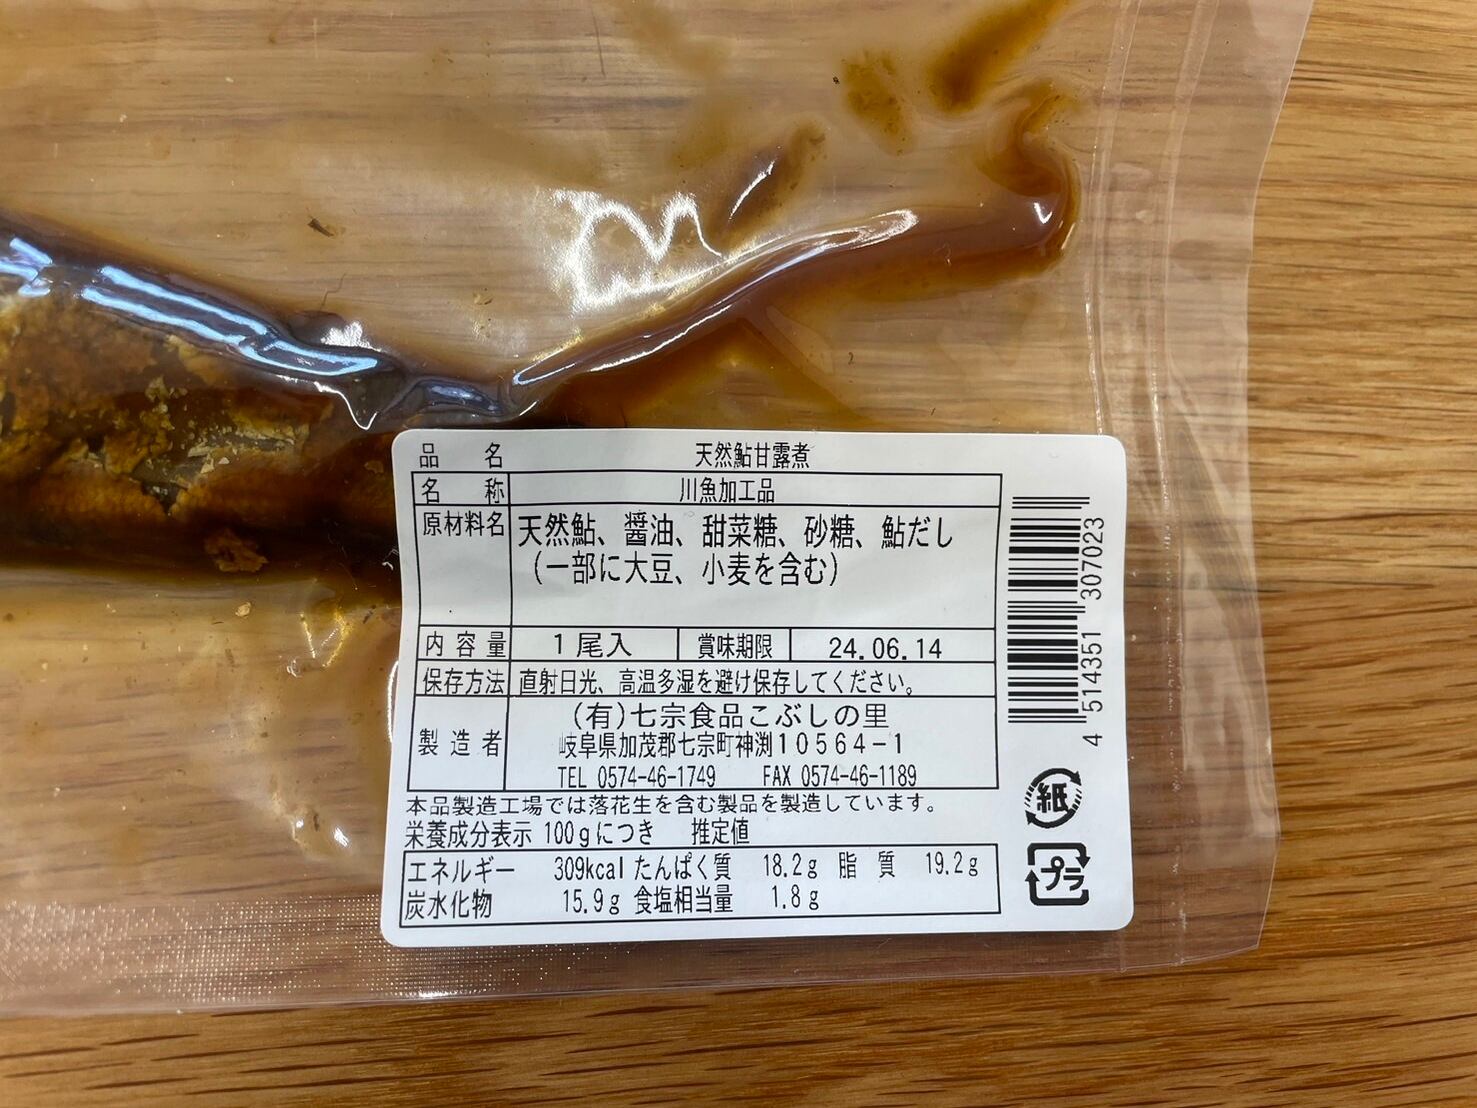 品名 天然鮎甘露煮
名称 川魚加工品
原材料名 天然鮎、醤油、甜菜糖、砂糖、鮎だし
(一部に大豆、小麦を含む)
内容量 1尾入 賞味期限 24.06.14
保存方法 直射日光、高温多湿を避け保存してください。
製造者 (有)七宗食品こぶしの里
岐阜県加茂郡七宗町神渕10564-1
TEL 0574-46-1749 FAX 0574-46-1189
本品製造工場では落花生を含む製品を製造しています。
栄養成分表示 100gにつき 推定値
エネルギー 309kcal たんぱく質 18.2g 脂質 19.2g
炭水化物 15.9g 食塩相当量 1.8g
4 514351 307023
紙
プラ